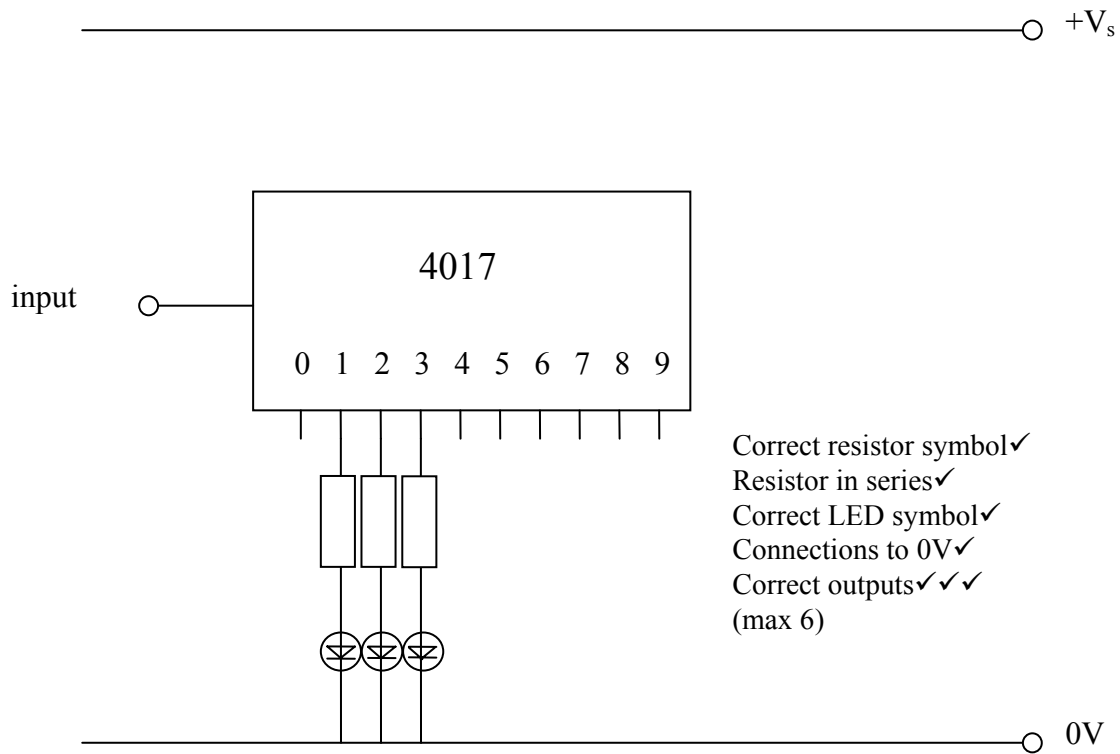 +Vs
4017
input
0 1 2 3 4 5 6 7 8 9
Correct resistor symbol✓
Resistor in series✓
Correct LED symbol✓
Connections to 0V✓
Correct outputs✓✓✓
(max 6)
0V